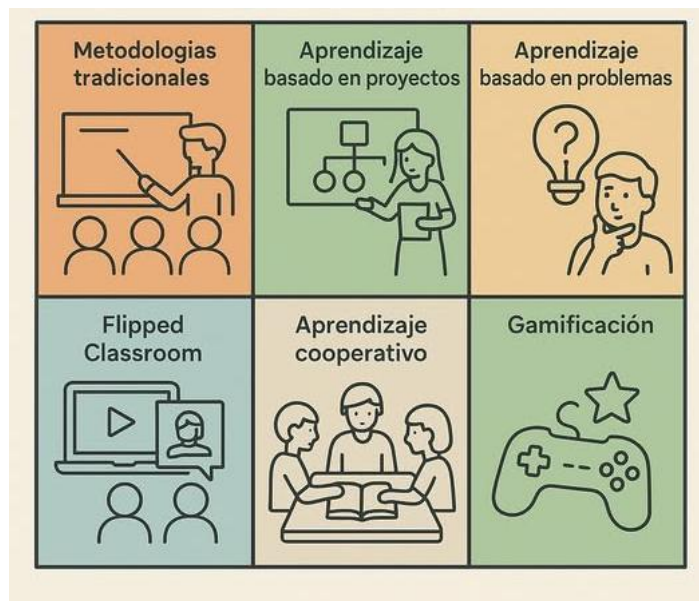 Metodologias
tradicionales
Aprendizaje
basado en proyectos
Aprendizaje
basado en problemas
Flipped
Classroom
Aprendizaje
cooperativo
Gamificación